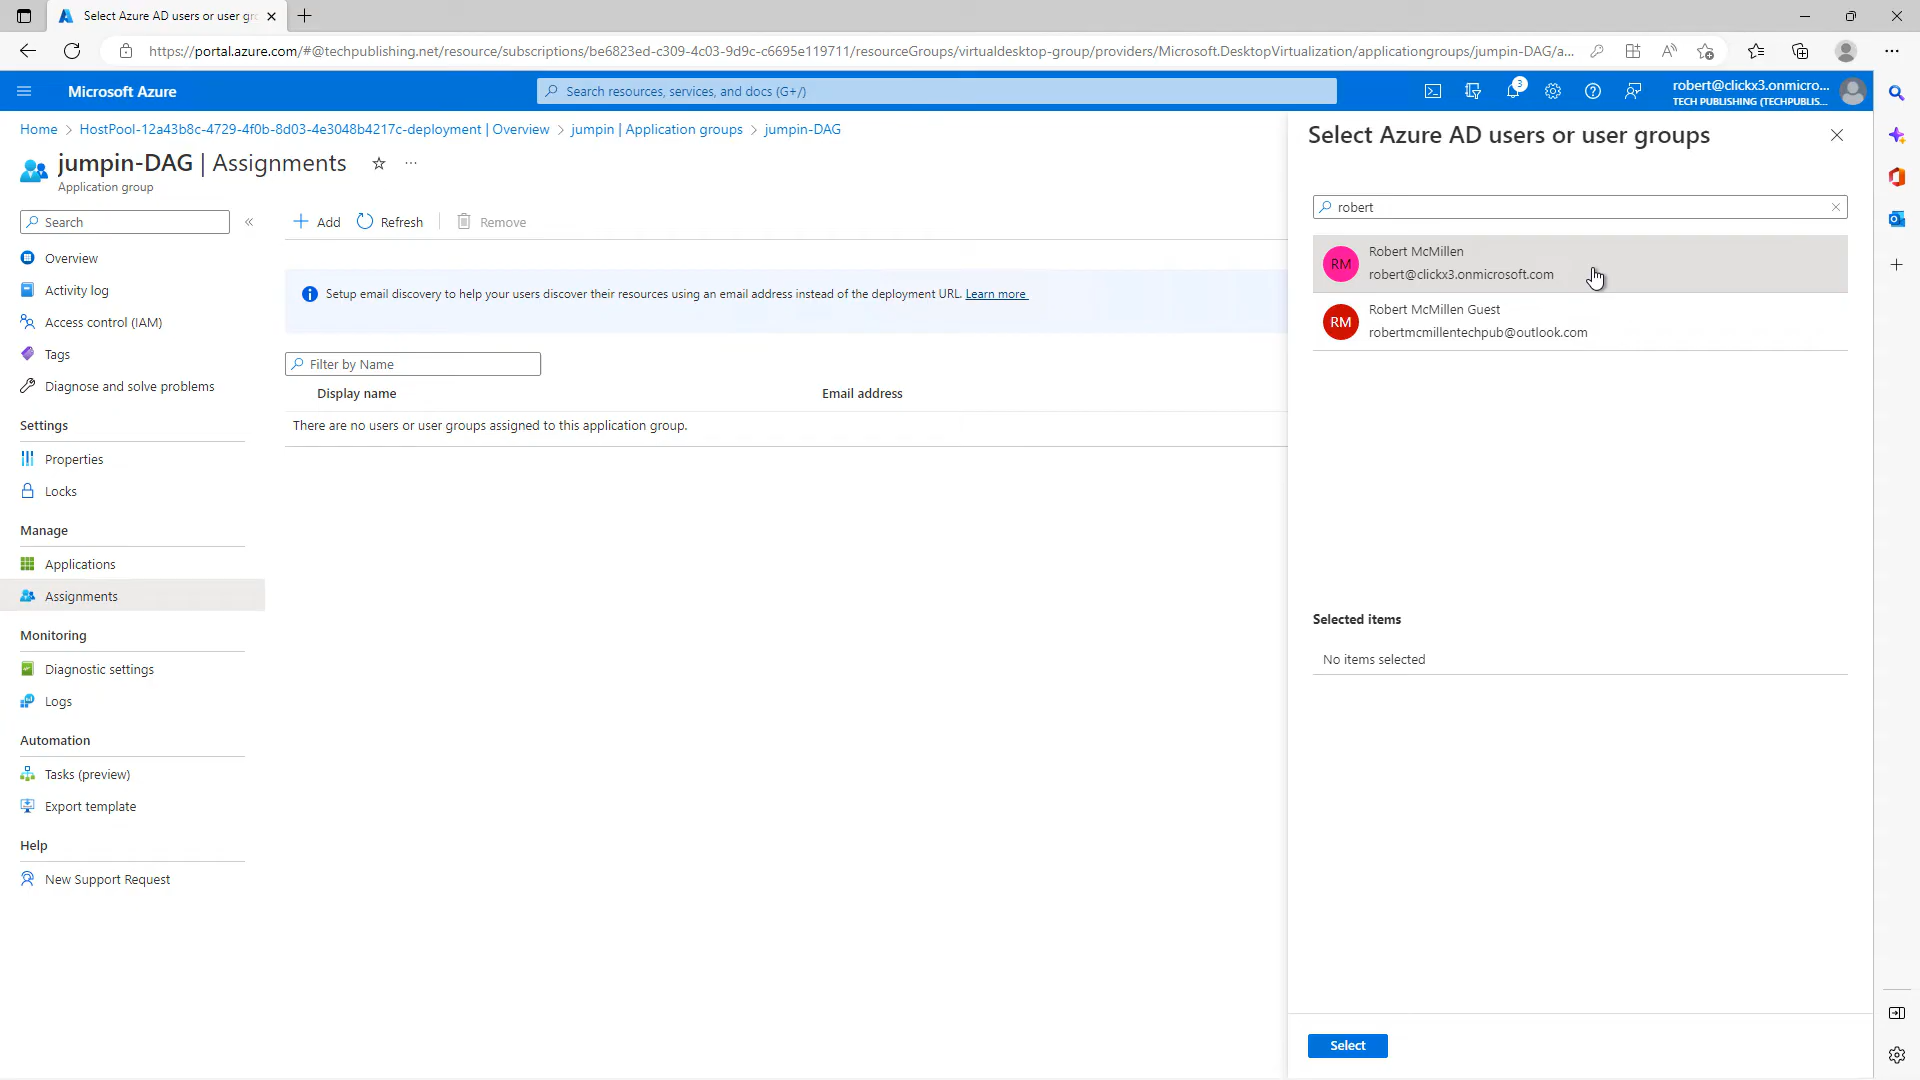 Select Azure AD users or user gr
https://portal.azure.com/#@techpublishing.net/resource/subscriptions/be6823ed-c309-4c03-9d9c-c6695e119711/resourceGroups/virtualdesktop-group/providers/Microsoft.DesktopVirtualization/applicationgroups/jumpin-DAG/a...
Microsoft Azure
Search resources, services, and docs (G+/)
3
robert@clickx3.onmicro...
TECH PUBLISHING (TECHPUBLIS...
Home > HostPool-12a43b8c-4729-4f0b-8d03-4e3048b4217c-deployment | Overview > jumpin | Application groups > jumpin-DAG
jumpin-DAG | Assignments
Application group
Search
Overview
Activity log
Access control (IAM)
Tags
Diagnose and solve problems
Settings
Properties
Locks
Manage
Applications
Assignments
Monitoring
Diagnostic settings
Logs
Automation
Tasks (preview)
Export template
Help
New Support Request
Add
Refresh
Remove
Setup email discovery to help your users discover their resources using an email address instead of the deployment URL. Learn more
Filter by Name
Display name
Email address
There are no users or user groups assigned to this application group.
Select Azure AD users or user groups
robert
RM
Robert McMillen
robert@clickx3.onmicrosoft.com
RM
Robert McMillen Guest
robertmcmillentechpub@outlook.com
Selected items
No items selected
Select